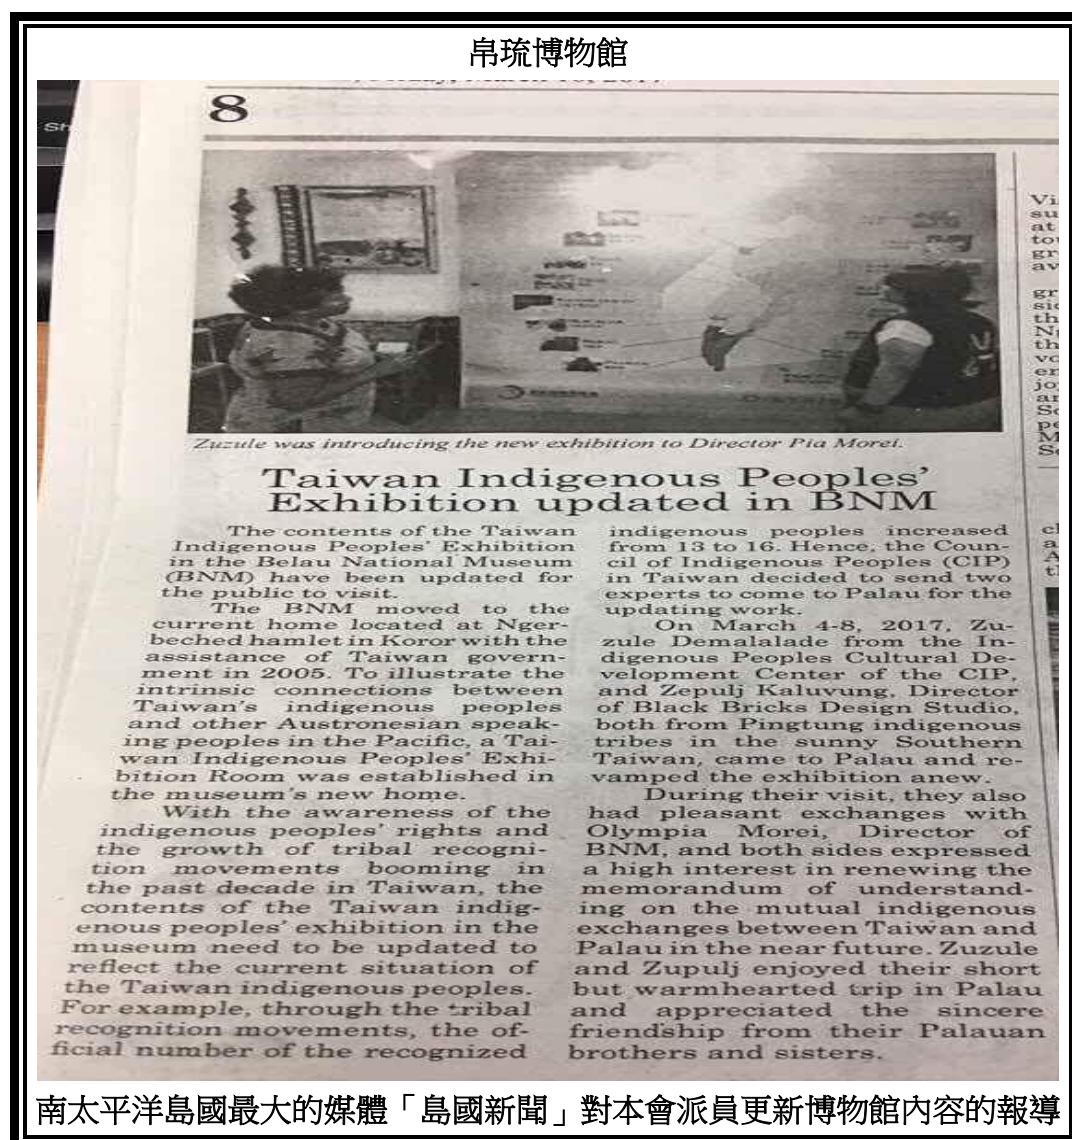 帛琉博物館
8
Zuzule was introducing the new exhibition to Director Pia Morei.
Taiwan Indigenous Peoples'
Exhibition updated in BNM
The contents of the Taiwan
Indigenous Peoples' Exhibition
in the Belau National Museum
(BNM) have been updated for
the public to visit.
The BNM moved to the
current home located at Nger-
beched hamlet in Koror with the
assistance of Taiwan govern-
ment in 2005. To illustrate the
intrinsic connections between
Taiwan's indigenous peoples
and other Austronesian speak-
ing peoples in the Pacific, a Tai-
wan Indigenous Peoples' Exhi-
bition Room was established in
the museum's new home.
With the awareness of the
indigenous peoples' rights and
the growth of tribal recogni-
tion movements booming in
the past decade in Taiwan, the
contents of the Taiwan indig-
enous peoples' exhibition in the
museum need to be updated to
reflect the current situation of
the Taiwan indigenous peoples.
For example, through the tribal
recognition movements, the of-
ficial number of the recognized
indigenous peoples increased
from 13 to 16. Hence, the Coun-
cil of Indigenous Peoples (CIP)
in Taiwan decided to send two
experts to come to Palau for the
updating work.
On March 4-8, 2017, Zu-
zule Demalalade from the In-
digenous Peoples Cultural De-
velopment Center of the CIP,
and Zepulj Kaluvung, Director
of Black Bricks Design Studio,
both from Pingtung indigenous
tribes in the sunny Southern
Taiwan, came to Palau and re-
vamped the exhibition anew.
During their visit, they also
had pleasant exchanges with
Olympia Morei, Director of
BNM, and both sides expressed
a high interest in renewing the
memorandum of understand-
ing on the mutual indigenous
exchanges between Taiwan and
Palau in the near future. Zuzule
and Zupulj enjoyed their short
but warmhearted trip in Palau
and appreciated the sincere
friendship from their Palauan
brothers and sisters.
南太平洋島國最大的媒體「島國新聞」對本會派員更新博物館內容的報導